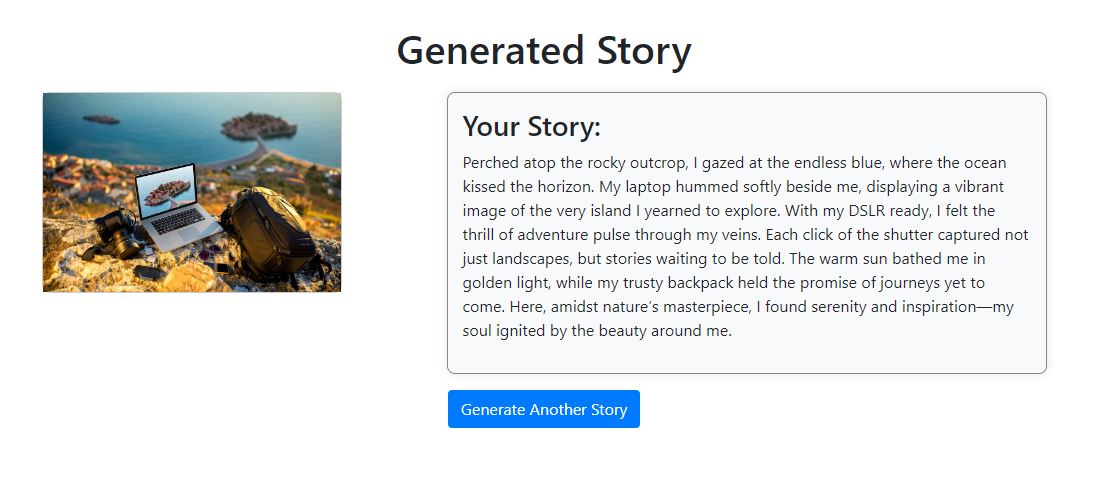 Generated Story
Your Story:
Perched atop the rocky outcrop, I gazed at the endless blue, where the ocean
kissed the horizon. My laptop hummed softly beside me, displaying a vibrant
image of the very island I yearned to explore. With my DSLR ready, I felt the
thrill of adventure pulse through my veins. Each click of the shutter captured not
just landscapes, but stories waiting to be told. The warm sun bathed me in
golden light, while my trusty backpack held the promise of journeys yet to
come. Here, amidst nature’s masterpiece, I found serenity and inspiration—my
soul ignited by the beauty around me.
Generate Another Story